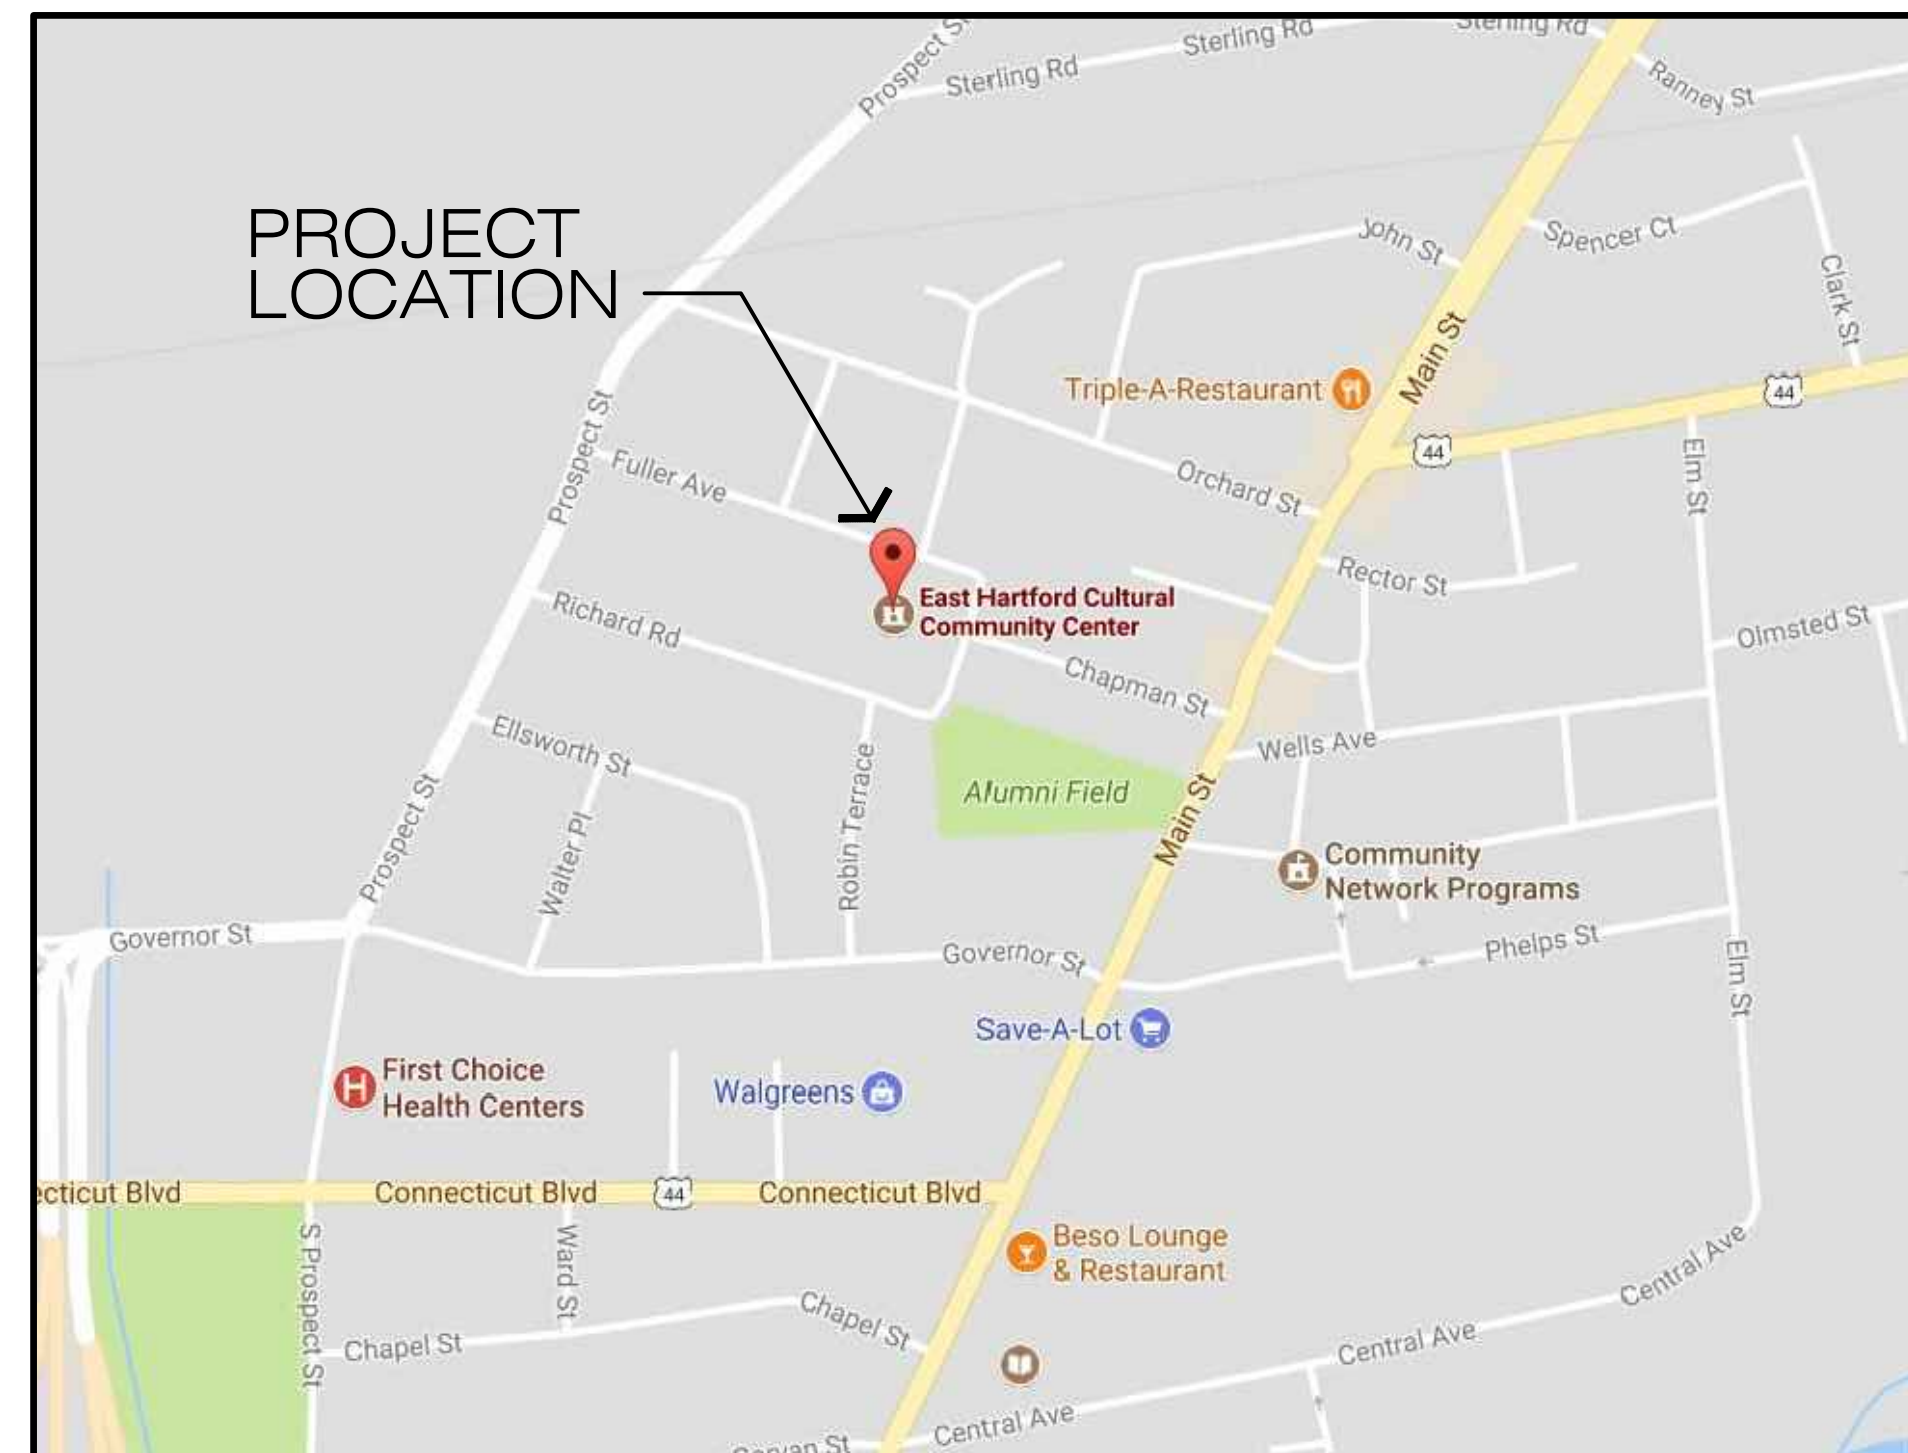 Prospect St
Sterling Rd
Sterling Rd
Sterling Rd
Ranney St
PROJECT
LOCATION
John St
Spencer Ct
Clark St
Main St
Triple-A-Restaurant
44
44
Prospect St
Fuller Ave
Orchard St
Elm St
Rector St
East Hartford Cultural
Community Center
Richard Rd
Olmsted St
Chapman St
Ellsworth St
Wells Ave
Alumni Field
Main St
Robin Terrace
Walter Pl
Prospect St
Community
Network Programs
Governor St
Governor St
Phelps St
Elm St
Save-A-Lot
First Choice
Health Centers
Walgreens
ecticut Blvd
Connecticut Blvd
44
Connecticut Blvd
S Prospect St
Ward St
Beso Lounge
& Restaurant
Central Ave
Chapel St
Chapel St
Central Ave
Central Ave